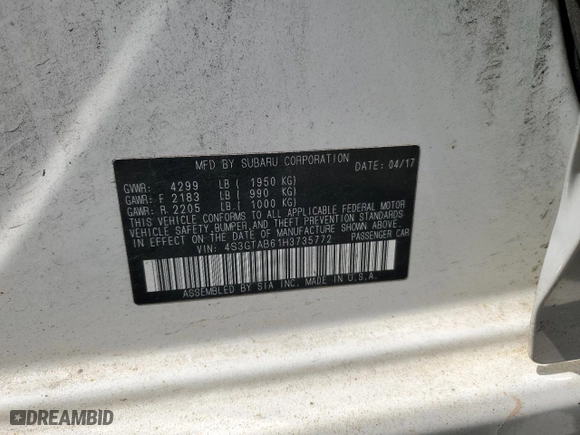 MFD BY SUBARU CORPORATION DATE: 04/17
GVWR: 4299 LB ( 1950 KG)
GAWR: F 2183 LB ( 990 KG)
GAWR: R 2205 LB ( 1000 KG)
THIS VEHICLE CONFORMS TO ALL APPLICABLE FEDERAL MOTOR
VEHICLE SAFETY, BUMPER, AND THEFT PREVENTION STANDARDS
IN EFFECT ON THE DATE OF MANUFACTURE SHOWN ABOVE.
VIN: 4S3GTAB61H3735772 PASSENGER CAR
ASSEMBLED BY SIA INC. MADE IN U.S.A.
DREAMBID